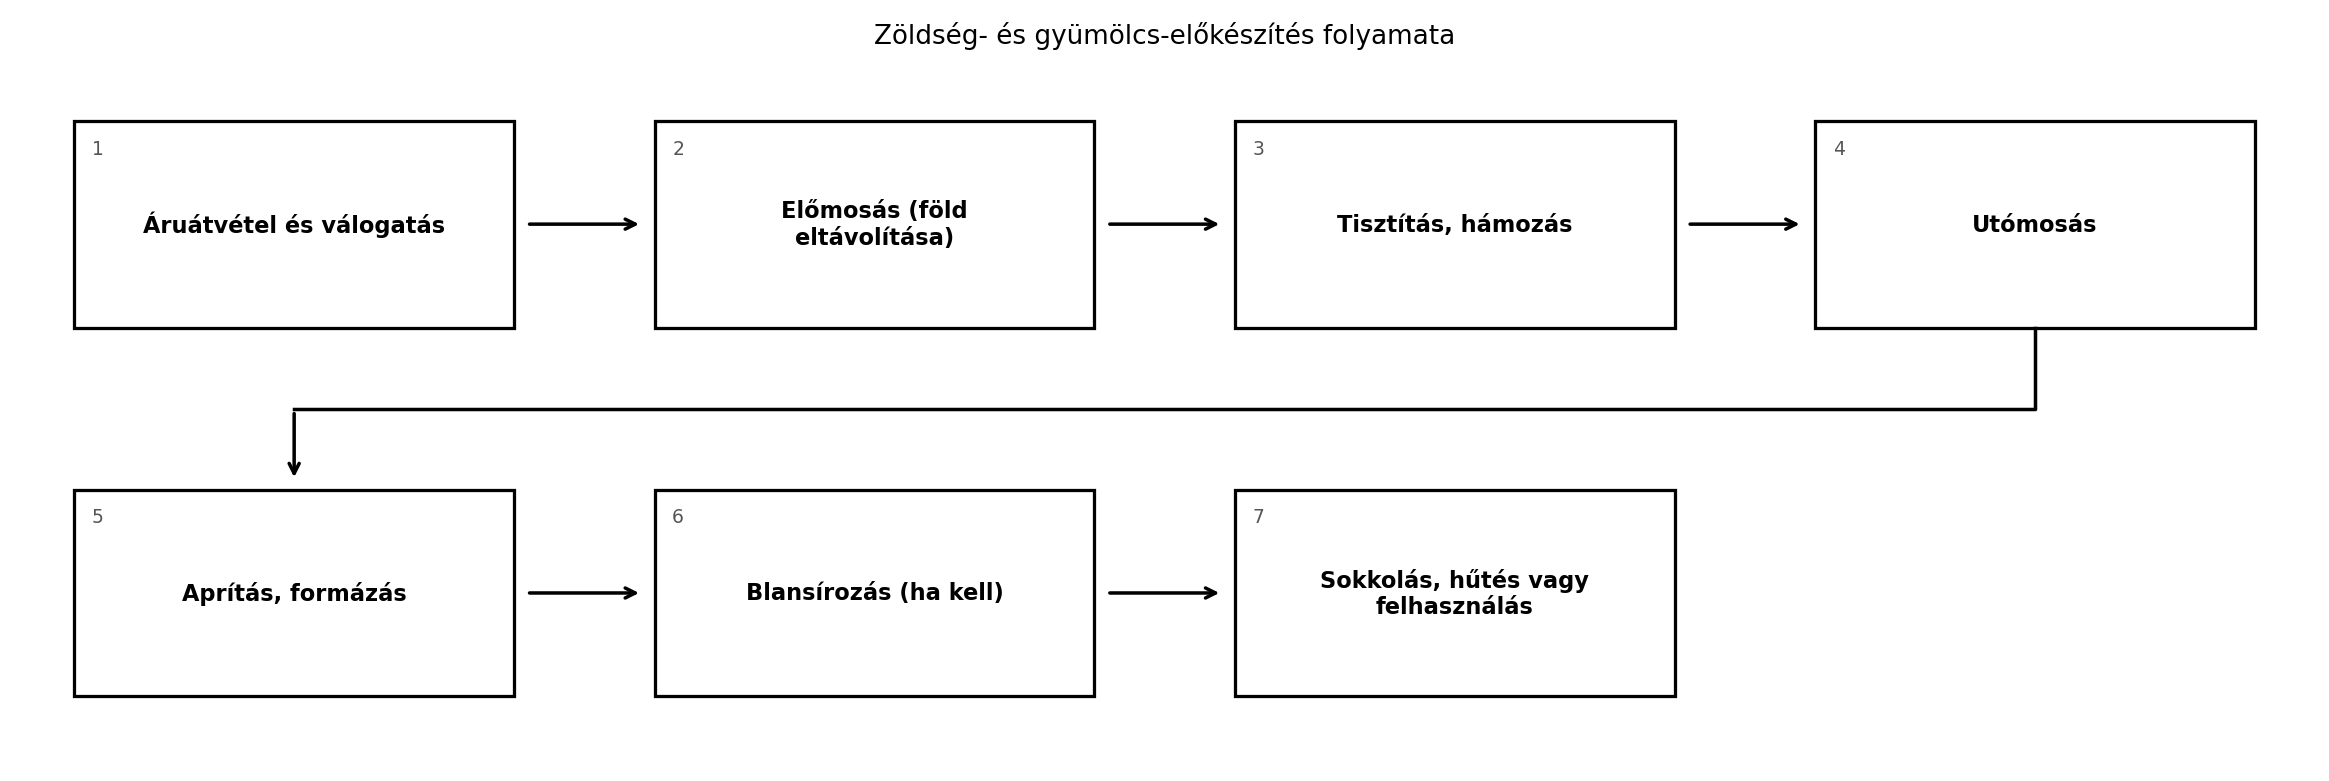 Zöldség- és gyümölcs-előkészítés folyamata
1
Áruátvétel és válogatás
2
Előmosás (föld
eltávolítása)
3
Tisztítás, hámozás
4
Utómosás
5
Aprítás, formázás
6
Blansírozás (ha kell)
7
Sokkolás, hűtés vagy
felhasználás